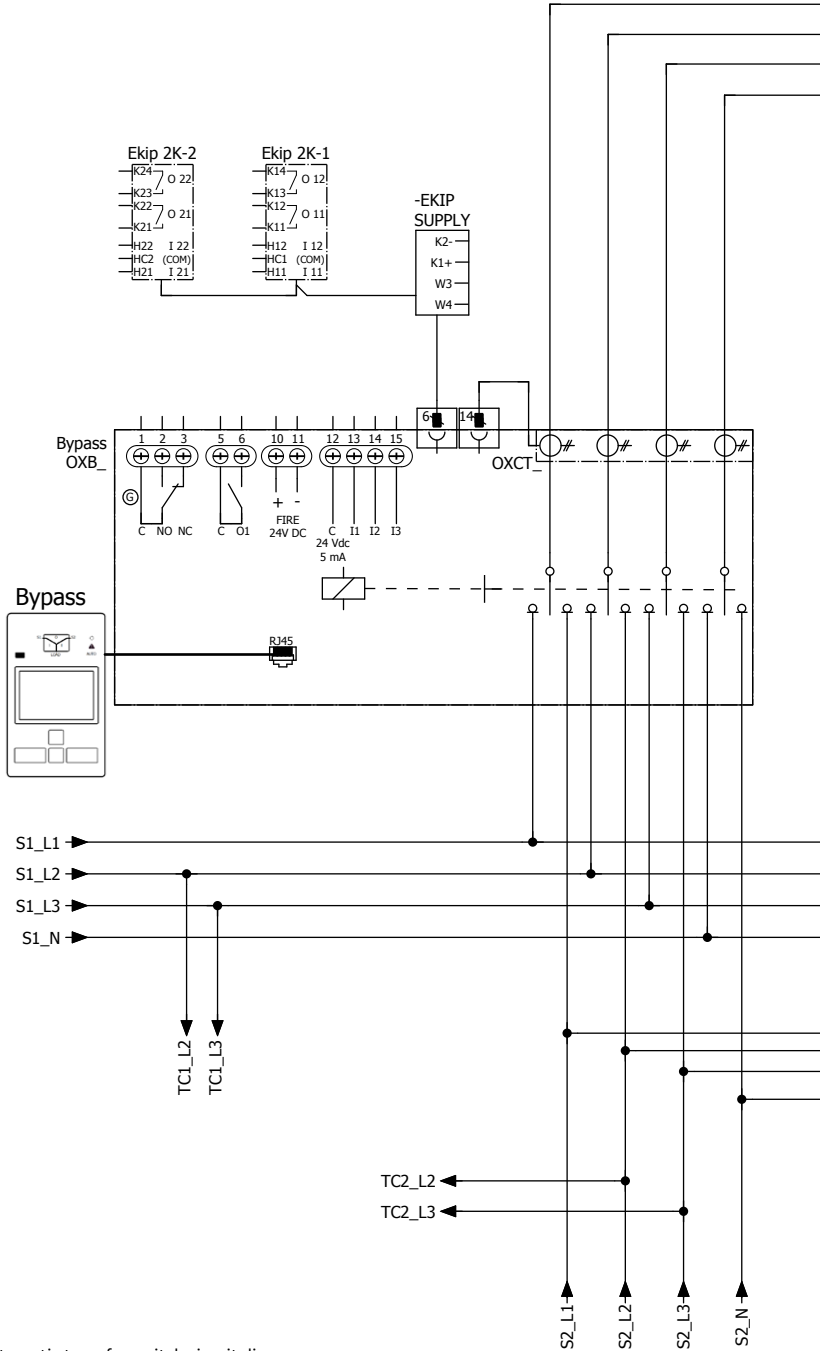 Ekip 2K-2
K24
O 22
K23
K22
O 21
K21
H22 I 22
HC2 (COM)
H21 I 21
Ekip 2K-1
K14
O 12
K13
K12
O 11
K11
H12 I 12
HC1 (COM)
H11 I 11
-EKIP
SUPPLY
K2-
K1+
W3
W4
6
14
Bypass
OXB_
1 2 3 5 6 10 11 12 13 14 15
OXCT_
G
C NO NC
C O1
+ -
FIRE
24V DC
C I1 I2 I3
24 Vdc
5 mA
Bypass
LOAD
AUTO
RJ45
S1_L1
S1_L2
S1_L3
S1_N
TC1_L2
TC1_L3
TC2_L2
TC2_L3
S2_L1
S2_L2
S2_L3
S2_N